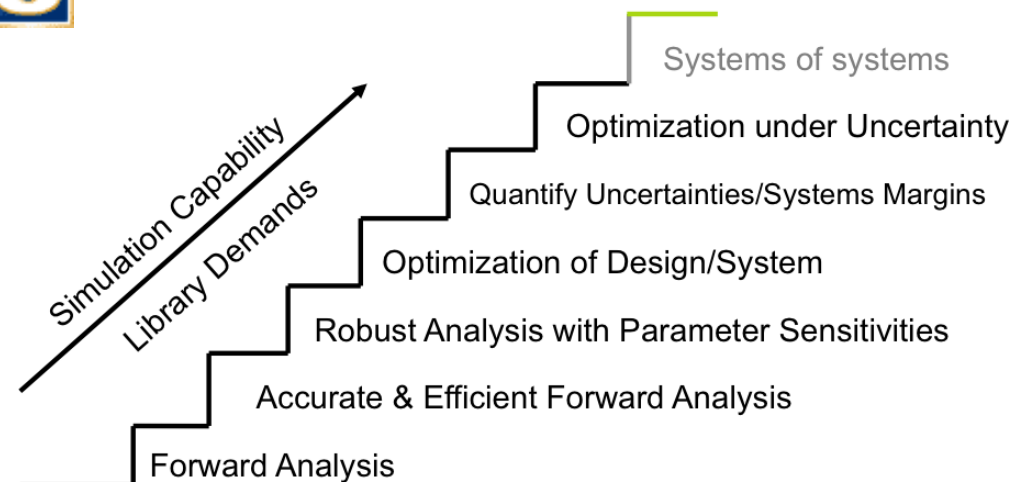 Systems of systems
Optimization under Uncertainty
Quantify Uncertainties/Systems Margins
Optimization of Design/System
Robust Analysis with Parameter Sensitivities
Accurate & Efficient Forward Analysis
Forward Analysis
Simulation Capability
Library Demands